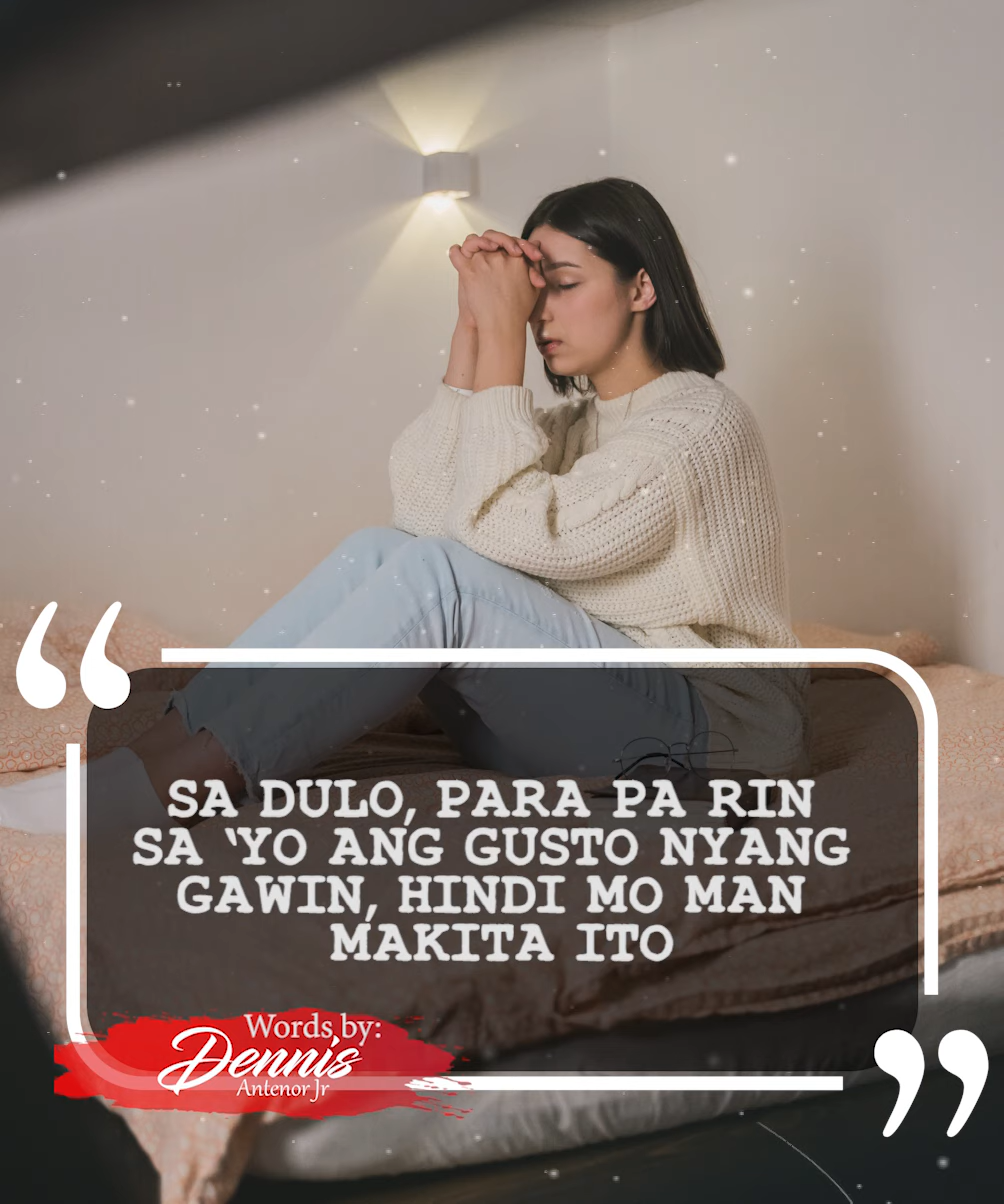 SA DULO, PARA PA RIN
SA ‘YO ANG GUSTO NYANG
GAWIN, HINDI MO MAN
MAKITA ITO
Words by:
Dennis
Antenor Jr